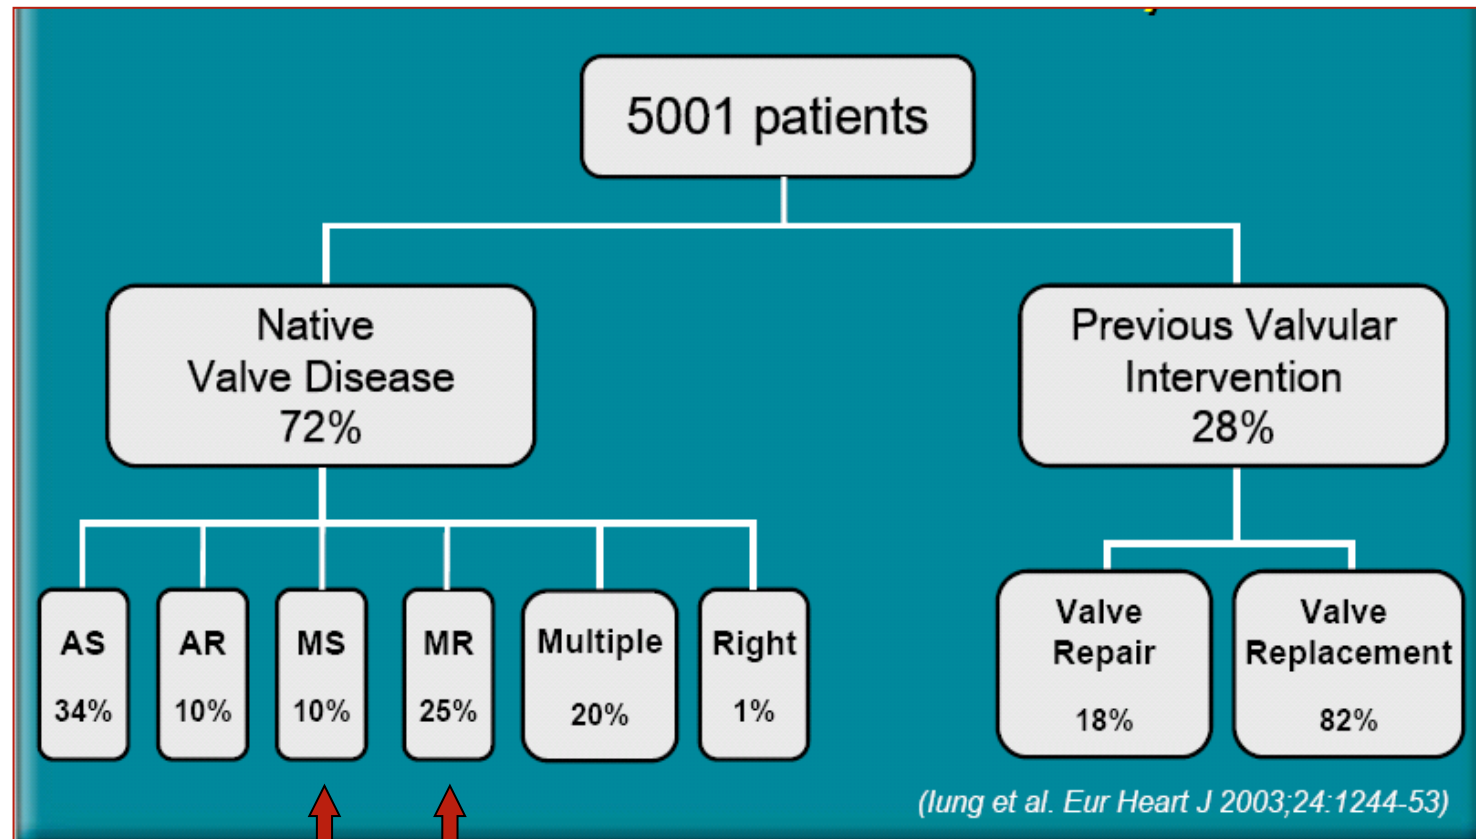 5001 patients
Native
Valve Disease
72%
Previous Valvular
Intervention
28%
AS
34%
AR
10%
MS
10%
MR
25%
Multiple
20%
Right
1%
Valve
Repair
18%
Valve
Replacement
82%
(Iung et al. Eur Heart J 2003;24:1244-53)